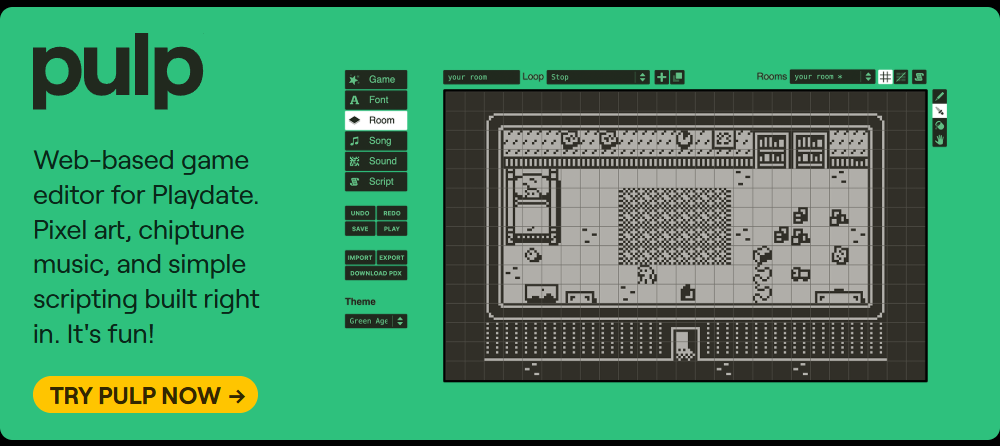 pulp
Web-based game
editor for Playdate.
Pixel art, chiptune
music, and simple
scripting built right
in. It's fun!
TRY PULP NOW →
Game
Font
Room
Song
Sound
Script
UNDO REDO
SAVE PLAY
IMPORT EXPORT
DOWNLOAD PDX
Theme
Green Age
your room Loop Stop
Rooms your room *